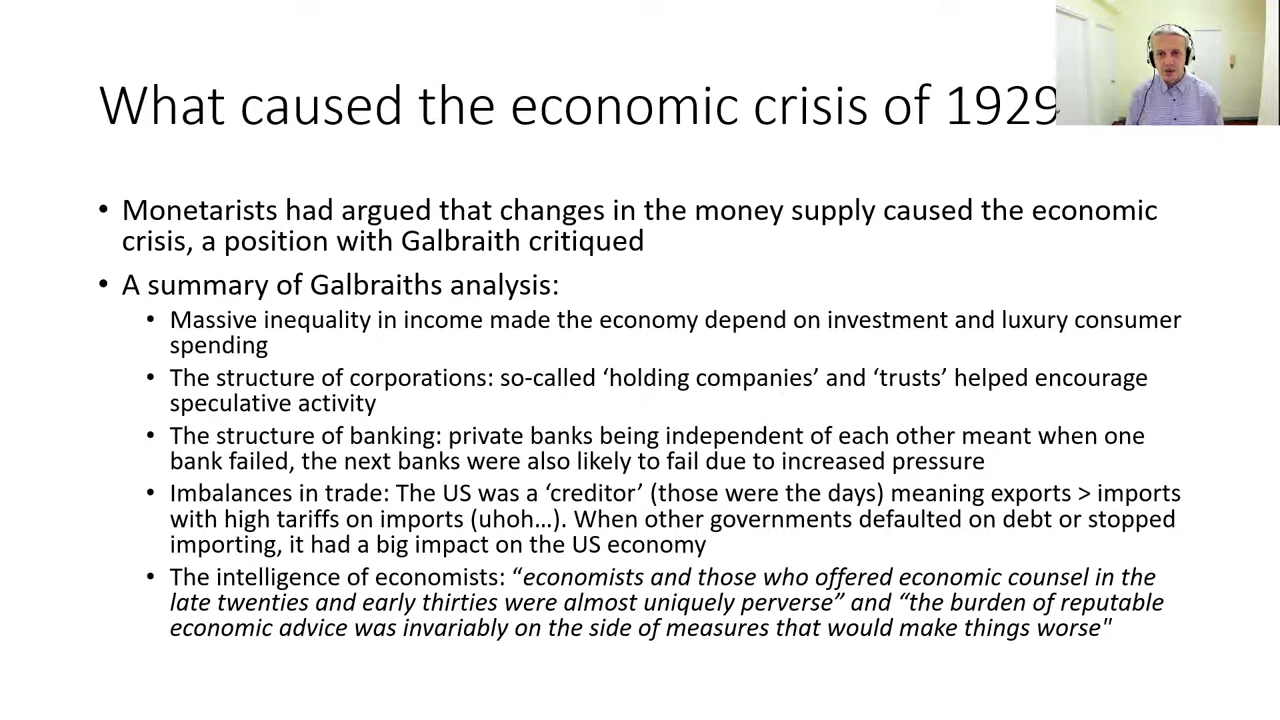 What caused the economic crisis of 1929
• Monetarists had argued that changes in the money supply caused the economic
crisis, a position with Galbraith critiqued
• A summary of Galbraiths analysis:
• Massive inequality in income made the economy depend on investment and luxury consumer
spending
• The structure of corporations: so-called ‘holding companies’ and ‘trusts’ helped encourage
speculative activity
• The structure of banking: private banks being independent of each other meant when one
bank failed, the next banks were also likely to fail due to increased pressure
• Imbalances in trade: The US was a ‘creditor’ (those were the days) meaning exports > imports
with high tariffs on imports (uhoh…). When other governments defaulted on debt or stopped
importing, it had a big impact on the US economy
• The intelligence of economists: “economists and those who offered economic counsel in the
late twenties and early thirties were almost uniquely perverse” and “the burden of reputable
economic advice was invariably on the side of measures that would make things worse"